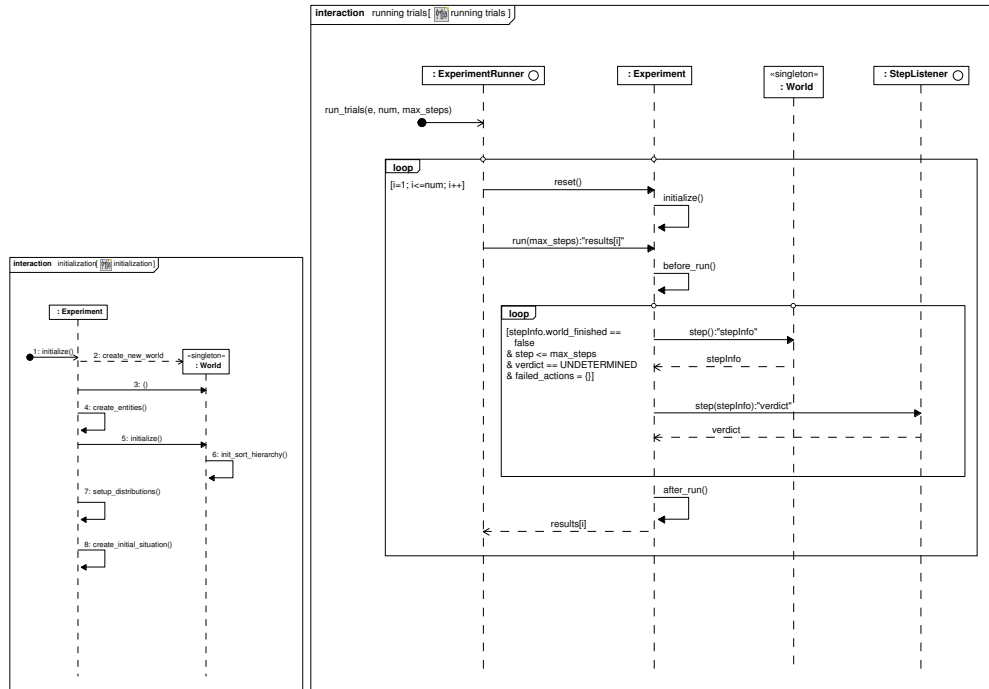 interaction initialization[ initialization]
: Experiment
1: initialize()
2: create_new_world
«singleton»
: World
3: ()
4: create_entities()
5: initialize()
6: init_sort_hierarchy()
7: setup_distributions()
8: create_initial_situation()
interaction running trials[ running trials ]
: ExperimentRunner
: Experiment
«singleton»
: World
: StepListener
run_trials(e, num, max_steps)
loop
[i=1; i<=num; i++]
reset()
initialize()
run(max_steps):"results[i]"
before_run()
loop
[stepInfo.world_finished ==
false
& step <= max_steps
& verdict == UNDETERMINED
& failed_actions = {}]
step():"stepInfo"
stepInfo
step(stepInfo):"verdict"
verdict
after_run()
results[i]